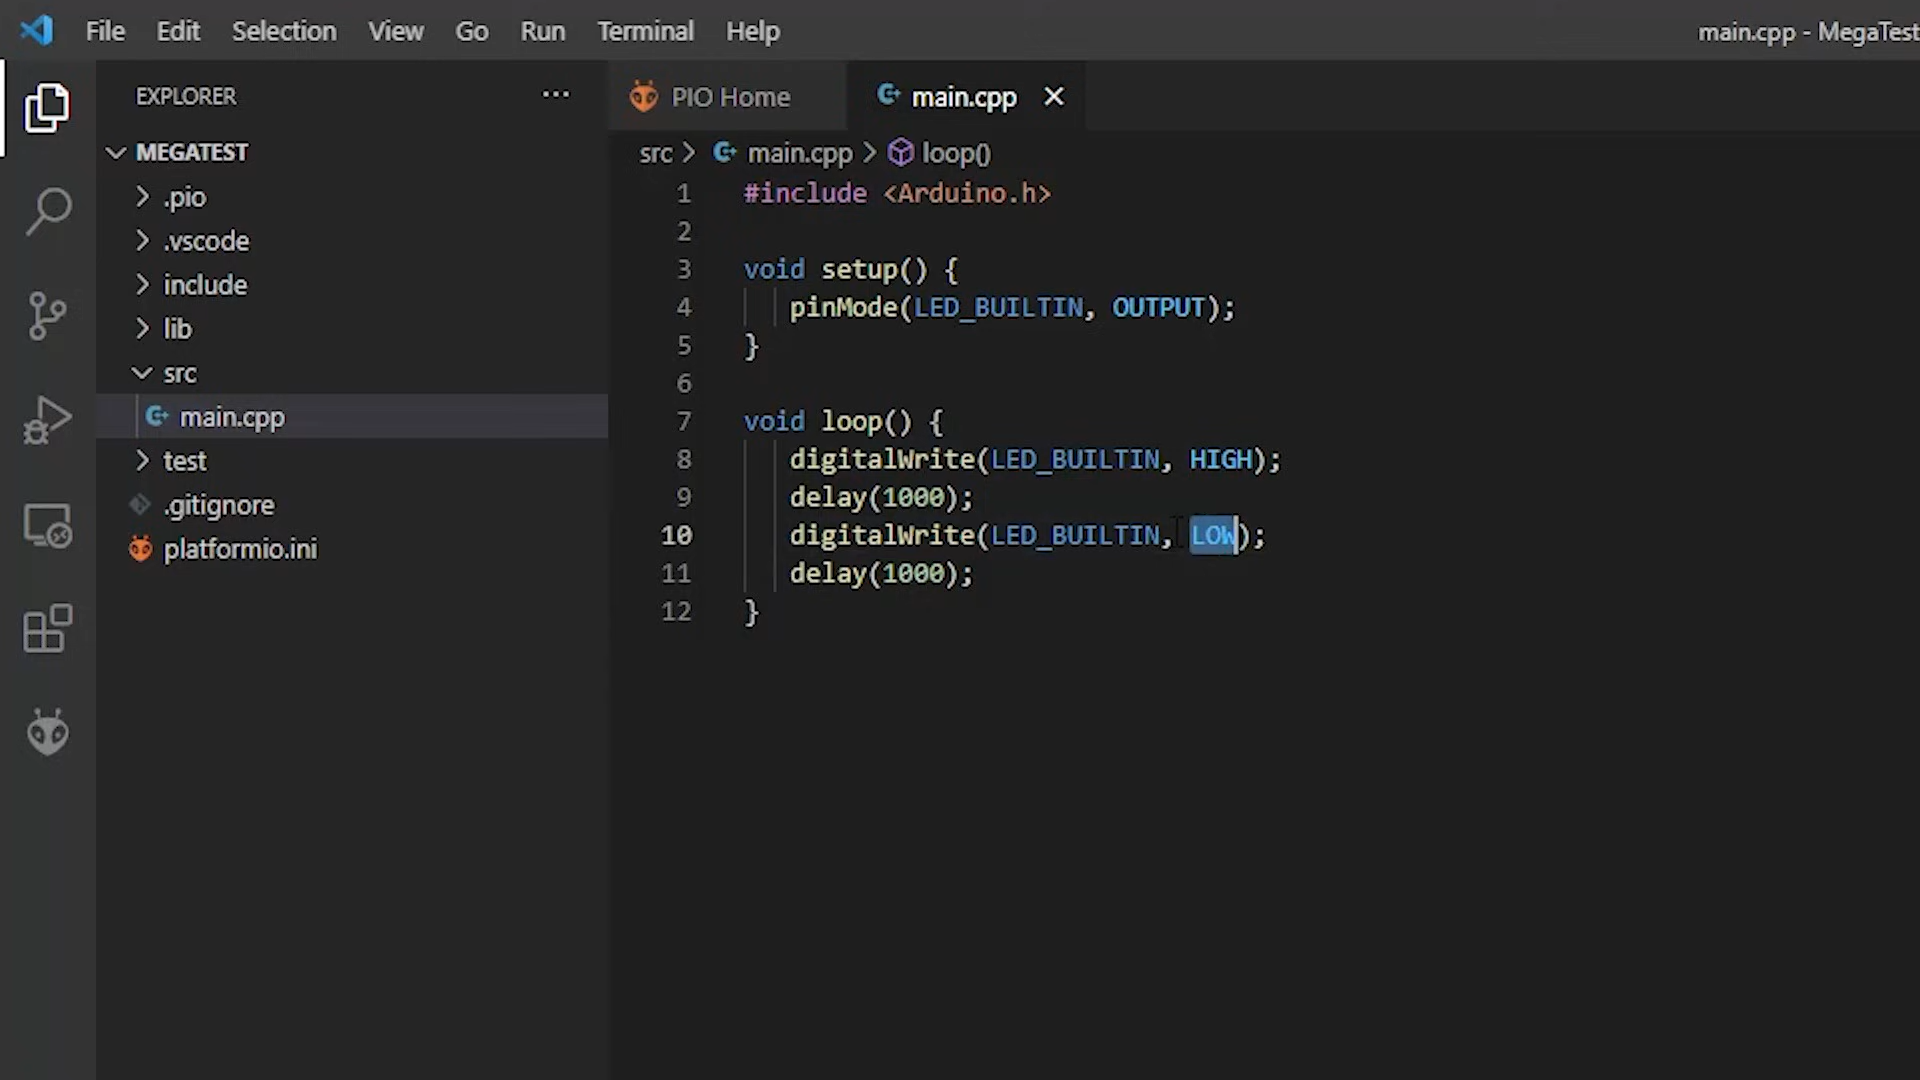 File Edit Selection View Go Run Terminal Help
main.cpp - MegaTest
EXPLORER
MEGATEST
.pio
.vscode
include
lib
src
main.cpp
test
.gitignore
platformio.ini
PIO Home
main.cpp
src > main.cpp > loop()
1 #include <Arduino.h>
2
3 void setup() {
4 pinMode(LED_BUILTIN, OUTPUT);
5 }
6
7 void loop() {
8 digitalWrite(LED_BUILTIN, HIGH);
9 delay(1000);
10 digitalWrite(LED_BUILTIN, LOW);
11 delay(1000);
12 }